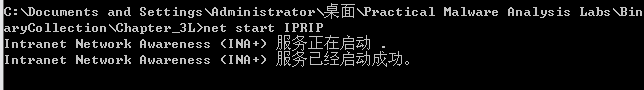 C:\Documents and Settings\Administrator\桌面\Practical Malware Analysis Labs\Bin
aryCollection\Chapter_3L>net start IPRIP
Intranet Network Awareness (INA+) 服务正在启动 .
Intranet Network Awareness (INA+) 服务已经启动成功。